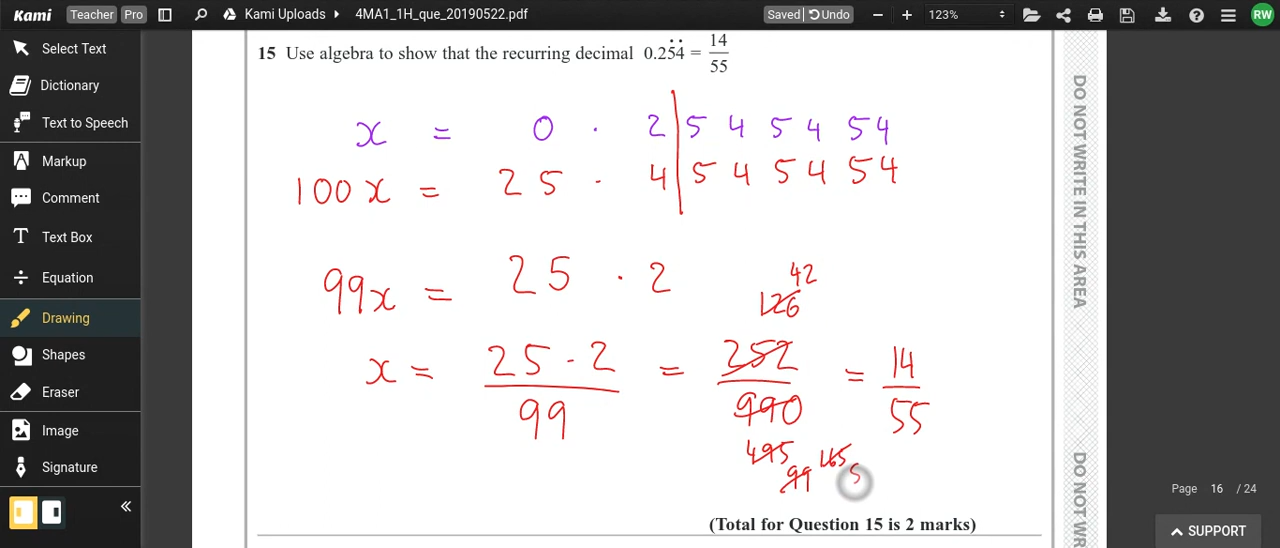 Kami Teacher Pro Kami Uploads > 4MA1_1H_que_20190522.pdf Saved Undo − + 123% RW
Select Text
Dictionary
Text to Speech
Markup
Comment
Text Box
Equation
Drawing
Shapes
Eraser
Image
Signature
15 Use algebra to show that the recurring decimal 0.25̇4̇ = 14/55
x = 0 . 2 5 4 5 4 5 4
100x = 2 5 . 4 5 4 5 4 5 4
99x = 2 5 . 2
42
126
x = 25.2/99 = 252/990 = 14/55
495
99 165 5
(Total for Question 15 is 2 marks)
DO NOT WRITE IN THIS AREA
DO NOT WR
Page 16 / 24
SUPPORT